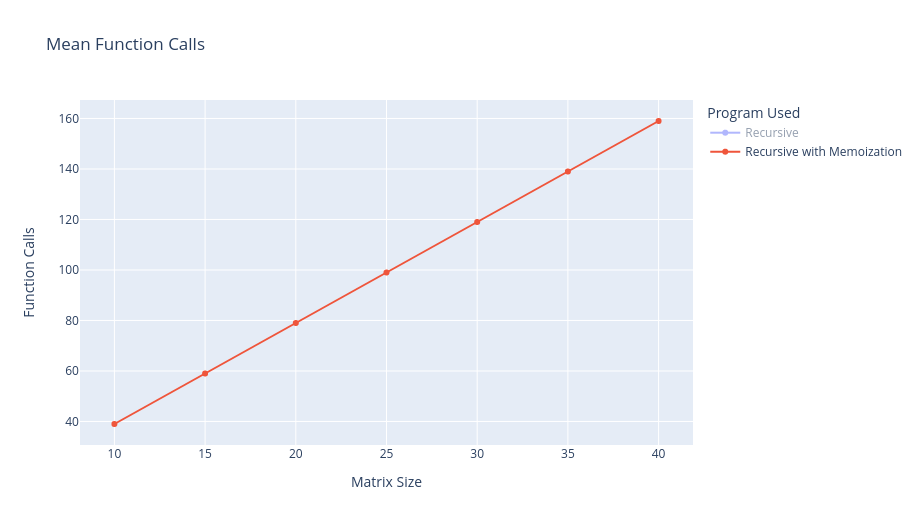 Mean Function Calls
Program Used
Recursive
Recursive with Memoization
Function Calls
160
140
120
100
80
60
40
10 15 20 25 30 35 40
Matrix Size